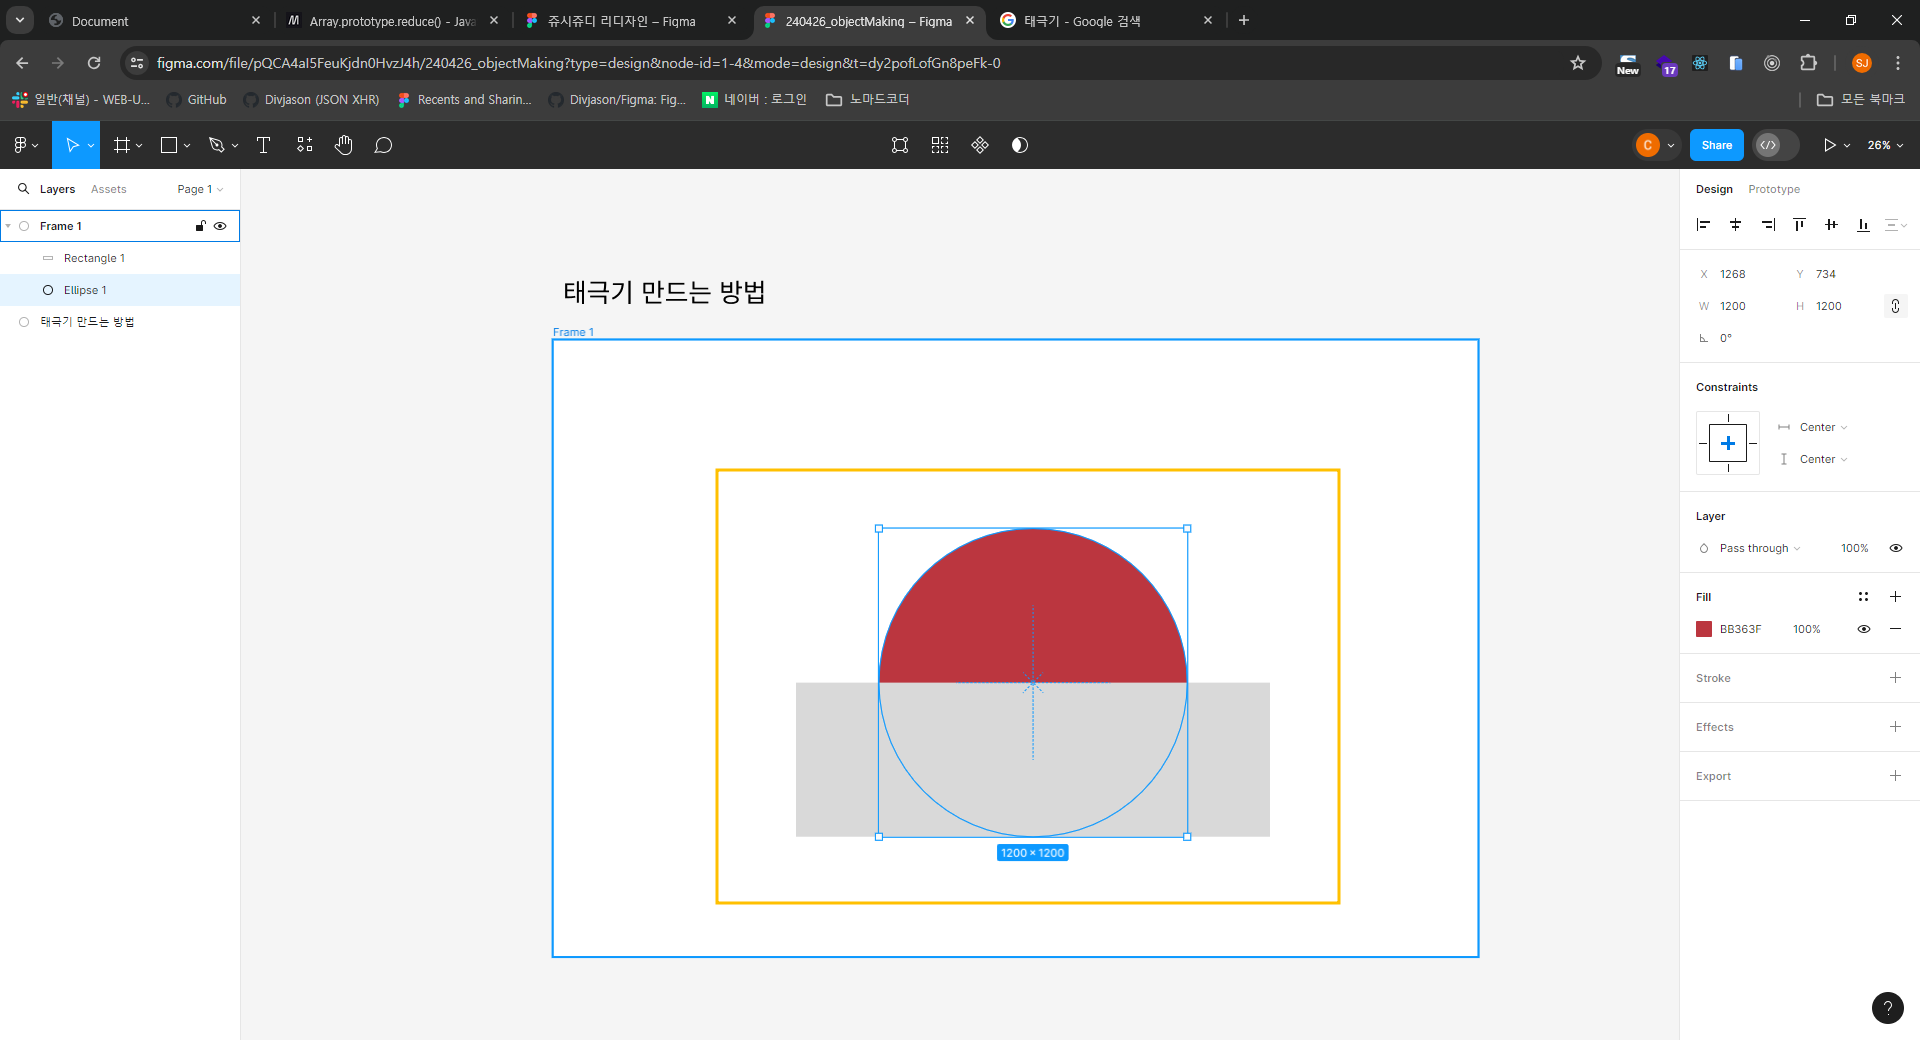 Document
Array.prototype.reduce() - Java
쥬시쥬디 리디자인 – Figma
240426_objectMaking – Figma
태극기 - Google 검색
figma.com/file/pQCA4aI5FeuKjdn0HvzJ4h/240426_objectMaking?type=design&node-id=1-4&mode=design&t=dy2pofLofGn8peFk-0
New
17
SJ
일반(채널) - WEB-U...
GitHub
Divjason (JSON XHR)
Recents and Sharin...
Divjason/Figma: Fig...
N
네이버 : 로그인
노마드코더
모든 북마크
C
Share
26%
Layers
Assets
Page 1
Design
Prototype
Frame 1
Rectangle 1
Ellipse 1
태극기 만드는 방법
태극기 만드는 방법
Frame 1
1200 × 1200
X 1268
Y 734
W 1200
H 1200
0°
Constraints
Center
Center
Layer
Pass through
100%
Fill
BB363F
100%
Stroke
Effects
Export
?